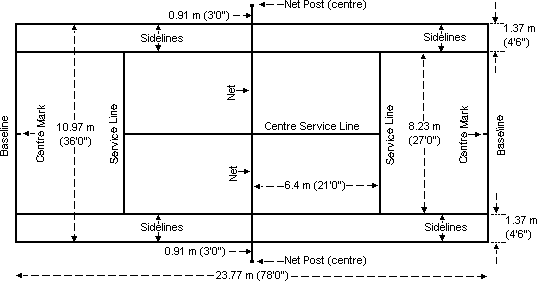 Net Post (centre)
0.91 m (3'0")
1.37 m
(4'6")
Sidelines
Sidelines
Baseline
Centre Mark
10.97 m
(36'0")
Service Line
Net
Centre Service Line
Service Line
8.23 m
(27'0")
Centre Mark
Baseline
Net
6.4 m (21'0")
Sidelines
Sidelines
1.37 m
(4'6")
0.91 m (3'0")
Net Post (centre)
23.77 m (78'0")